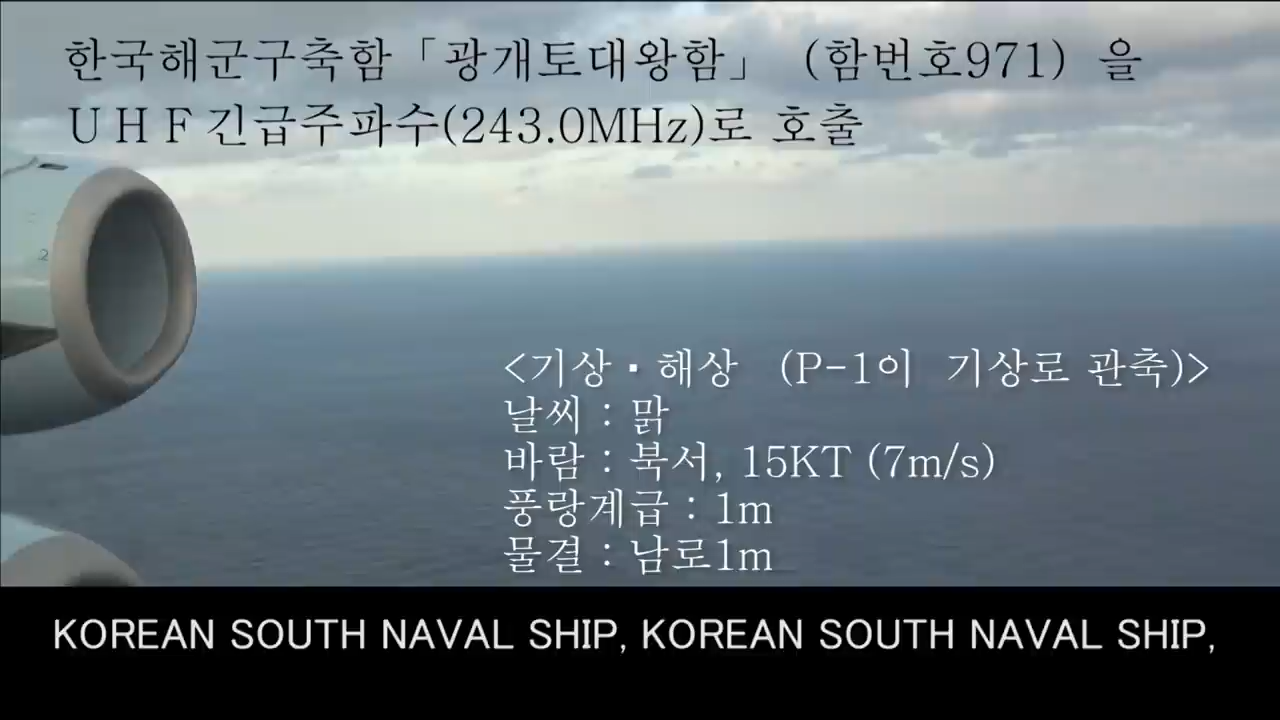 한국해군구축함「광개토대왕함」 (함번호971) 을
UHF긴급주파수(243.0MHz)로 호출
2
<기상・해상 (P-1이 기상로 관축)>
날씨 : 맑
바람 : 북서, 15KT (7m/s)
풍랑계급 : 1m
물결 : 남로1m
KOREAN SOUTH NAVAL SHIP, KOREAN SOUTH NAVAL SHIP,